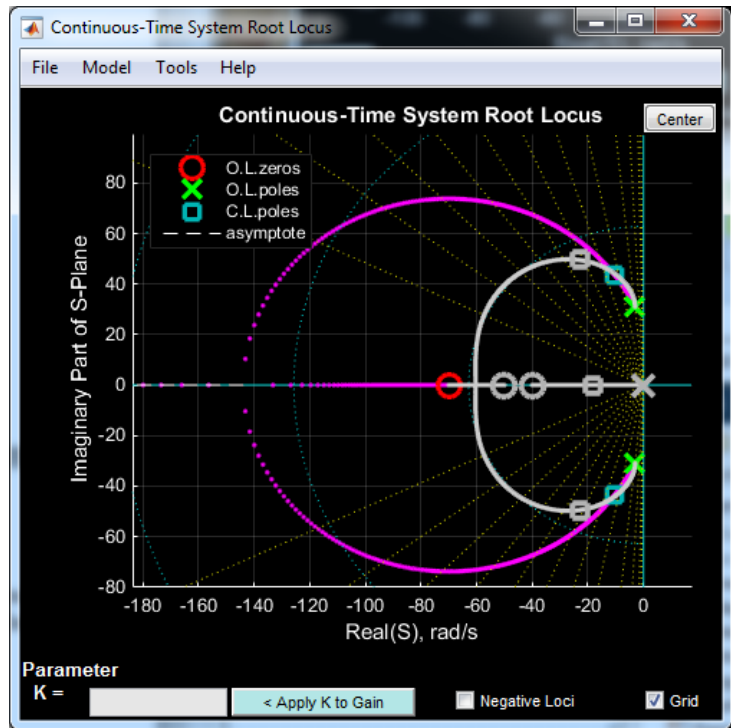 Continuous-Time System Root Locus
File Model Tools Help
Continuous-Time System Root Locus
Center
O.L.zeros
O.L.poles
C.L.poles
asymptote
80
60
40
20
0
-20
-40
-60
-80
Imaginary Part of S-Plane
-180 -160 -140 -120 -100 -80 -60 -40 -20 0
Real(S), rad/s
Parameter
K = < Apply K to Gain Negative Loci Grid